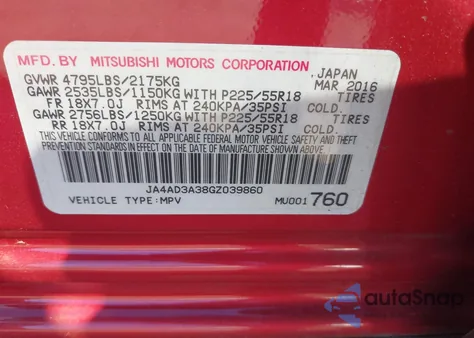 MFD. BY MITSUBISHI MOTORS CORPORATION JAPAN
GVWR 4795LBS/2175KG MAR 2016
GAWR 2535LBS/1150KG WITH P225/55R18 TIRES
FR 18X7.0J RIMS AT 240KPA/35PSI COLD.
GAWR 2756LBS/1250KG WITH P225/55R18 TIRES
RR 18X7.0J RIMS AT 240KPA/35PSI COLD.
THIS VEHICLE CONFORMS TO ALL APPLICABLE U.S. FEDERAL MOTOR VEHICLE SAFETY AND THEFT
PREVENTION STANDARDS IN EFFECT ON THE DATE OF MANUFACTURE SHOWN ABOVE.
JA4AD3A38GZ039860
VEHICLE TYPE:MPV MU001760
autoSnap